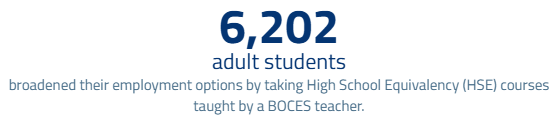 6,202
adult students
broadened their employment options by taking High School Equivalency (HSE) courses
taught by a BOCES teacher.